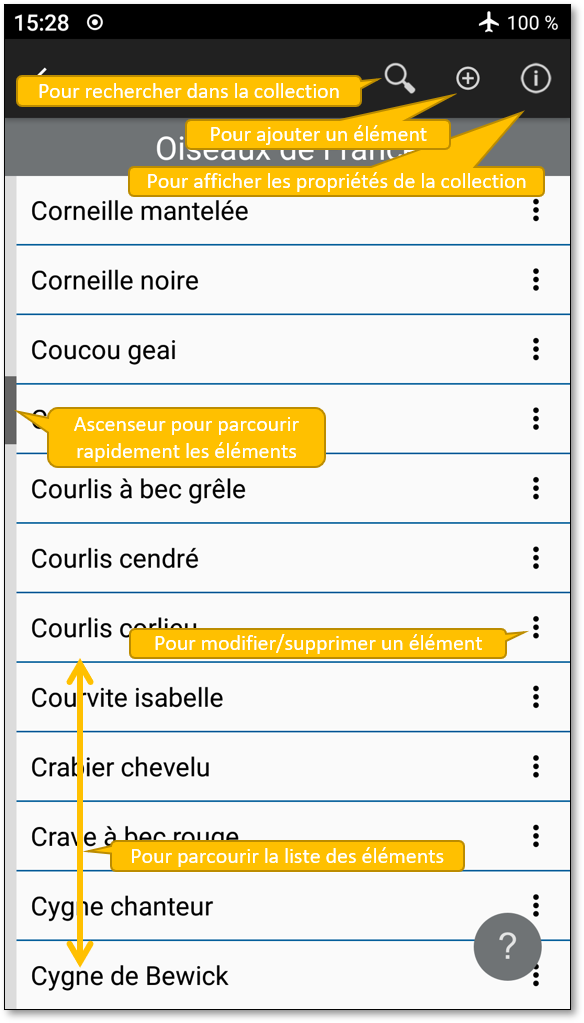 15:28
100 %
Pour rechercher dans la collection
Pour ajouter un élément
Oiseaux de France
Pour afficher les propriétés de la collection
Corneille mantelée
Corneille noire
Coucou geai
Ascenseur pour parcourir
rapidement les éléments
Courlis à bec grêle
Courlis cendré
Courlis corlieu
Pour modifier/supprimer un élément
Courvite isabelle
Crabier chevelu
Crave à bec rouge
Pour parcourir la liste des éléments
Cygne chanteur
?
Cygne de Bewick